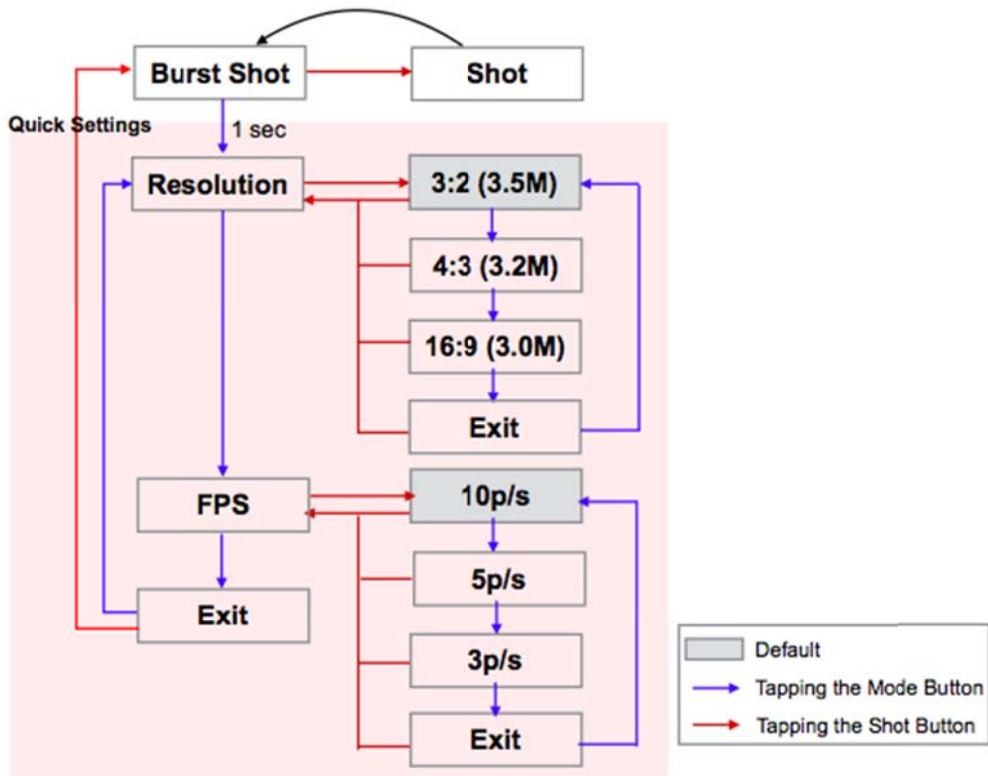 Burst Shot
Shot
Quick Settings
1 sec
Resolution
3:2 (3.5M)
4:3 (3.2M)
16:9 (3.0M)
Exit
FPS
10p/s
5p/s
Exit
3p/s
Exit
Default
Tapping the Mode Button
Tapping the Shot Button